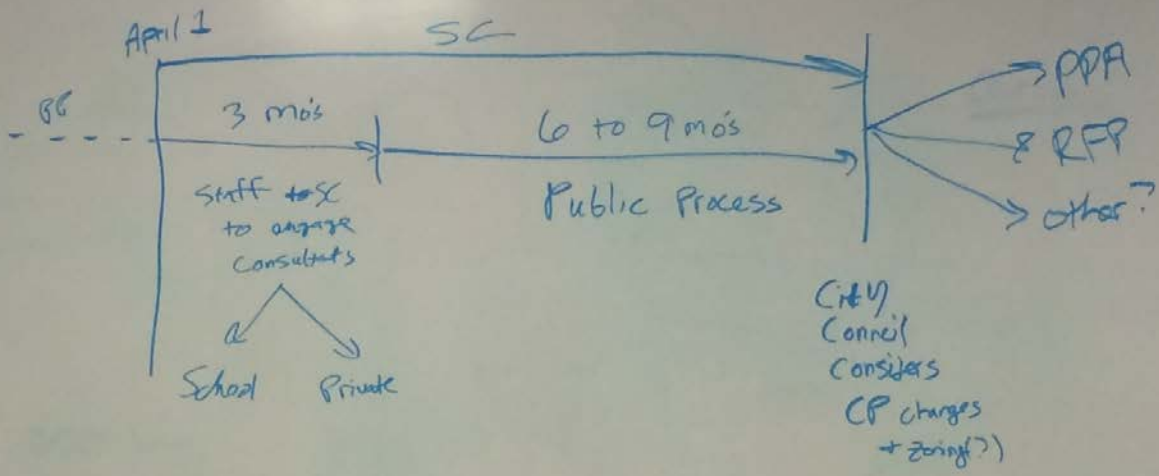 April 1
SC
3 mo's
6 to 9 mo's
Public Process
Staff to SC
to engage
Consultants
School
Private
PPA
RFP
other?
City
Council
Considers
CP changes
+ zoning(?)